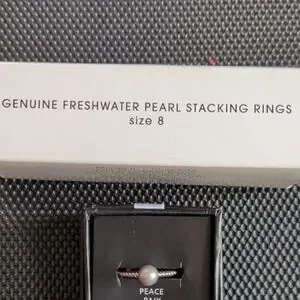 GENUINE FRESHWATER PEARL STACKING RINGS
size 8
PEACE